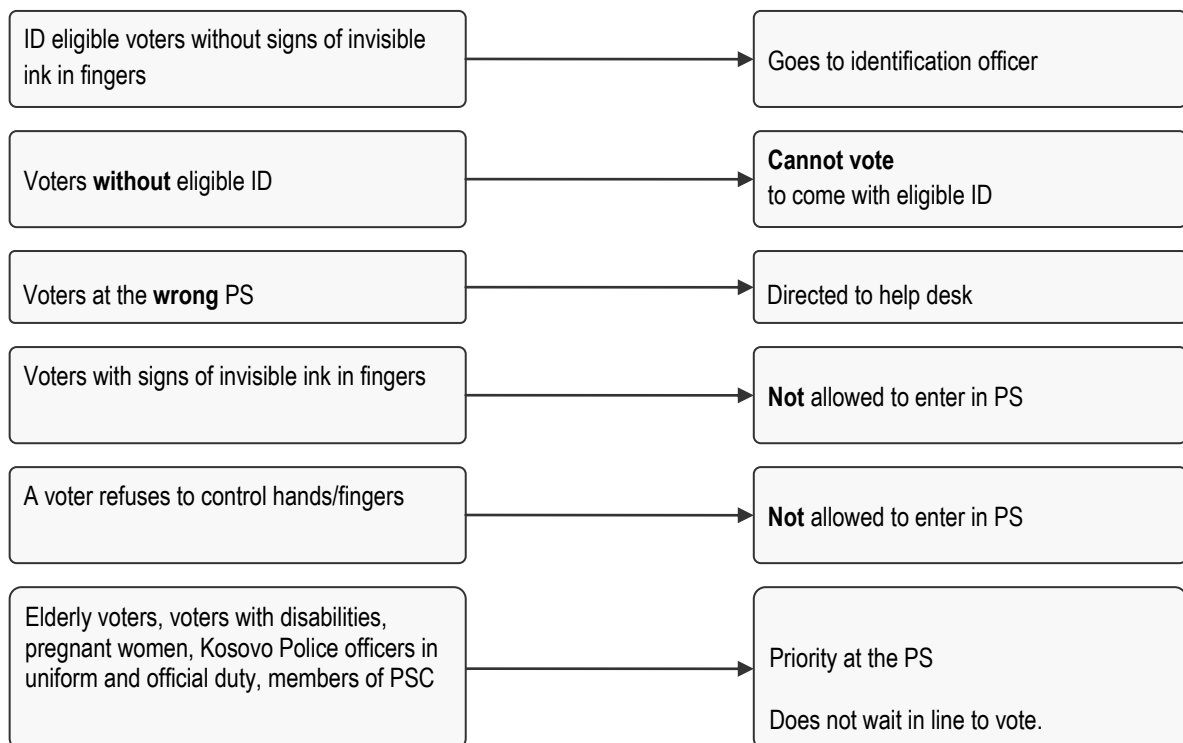 ID eligible voters without signs of invisible
ink in fingers
Goes to identification officer
Voters without eligible ID
Cannot vote
to come with eligible ID
Voters at the wrong PS
Directed to help desk
Voters with signs of invisible ink in fingers
Not allowed to enter in PS
A voter refuses to control hands/fingers
Not allowed to enter in PS
Elderly voters, voters with disabilities,
pregnant women, Kosovo Police officers in
uniform and official duty, members of PSC
Priority at the PS
Does not wait in line to vote.